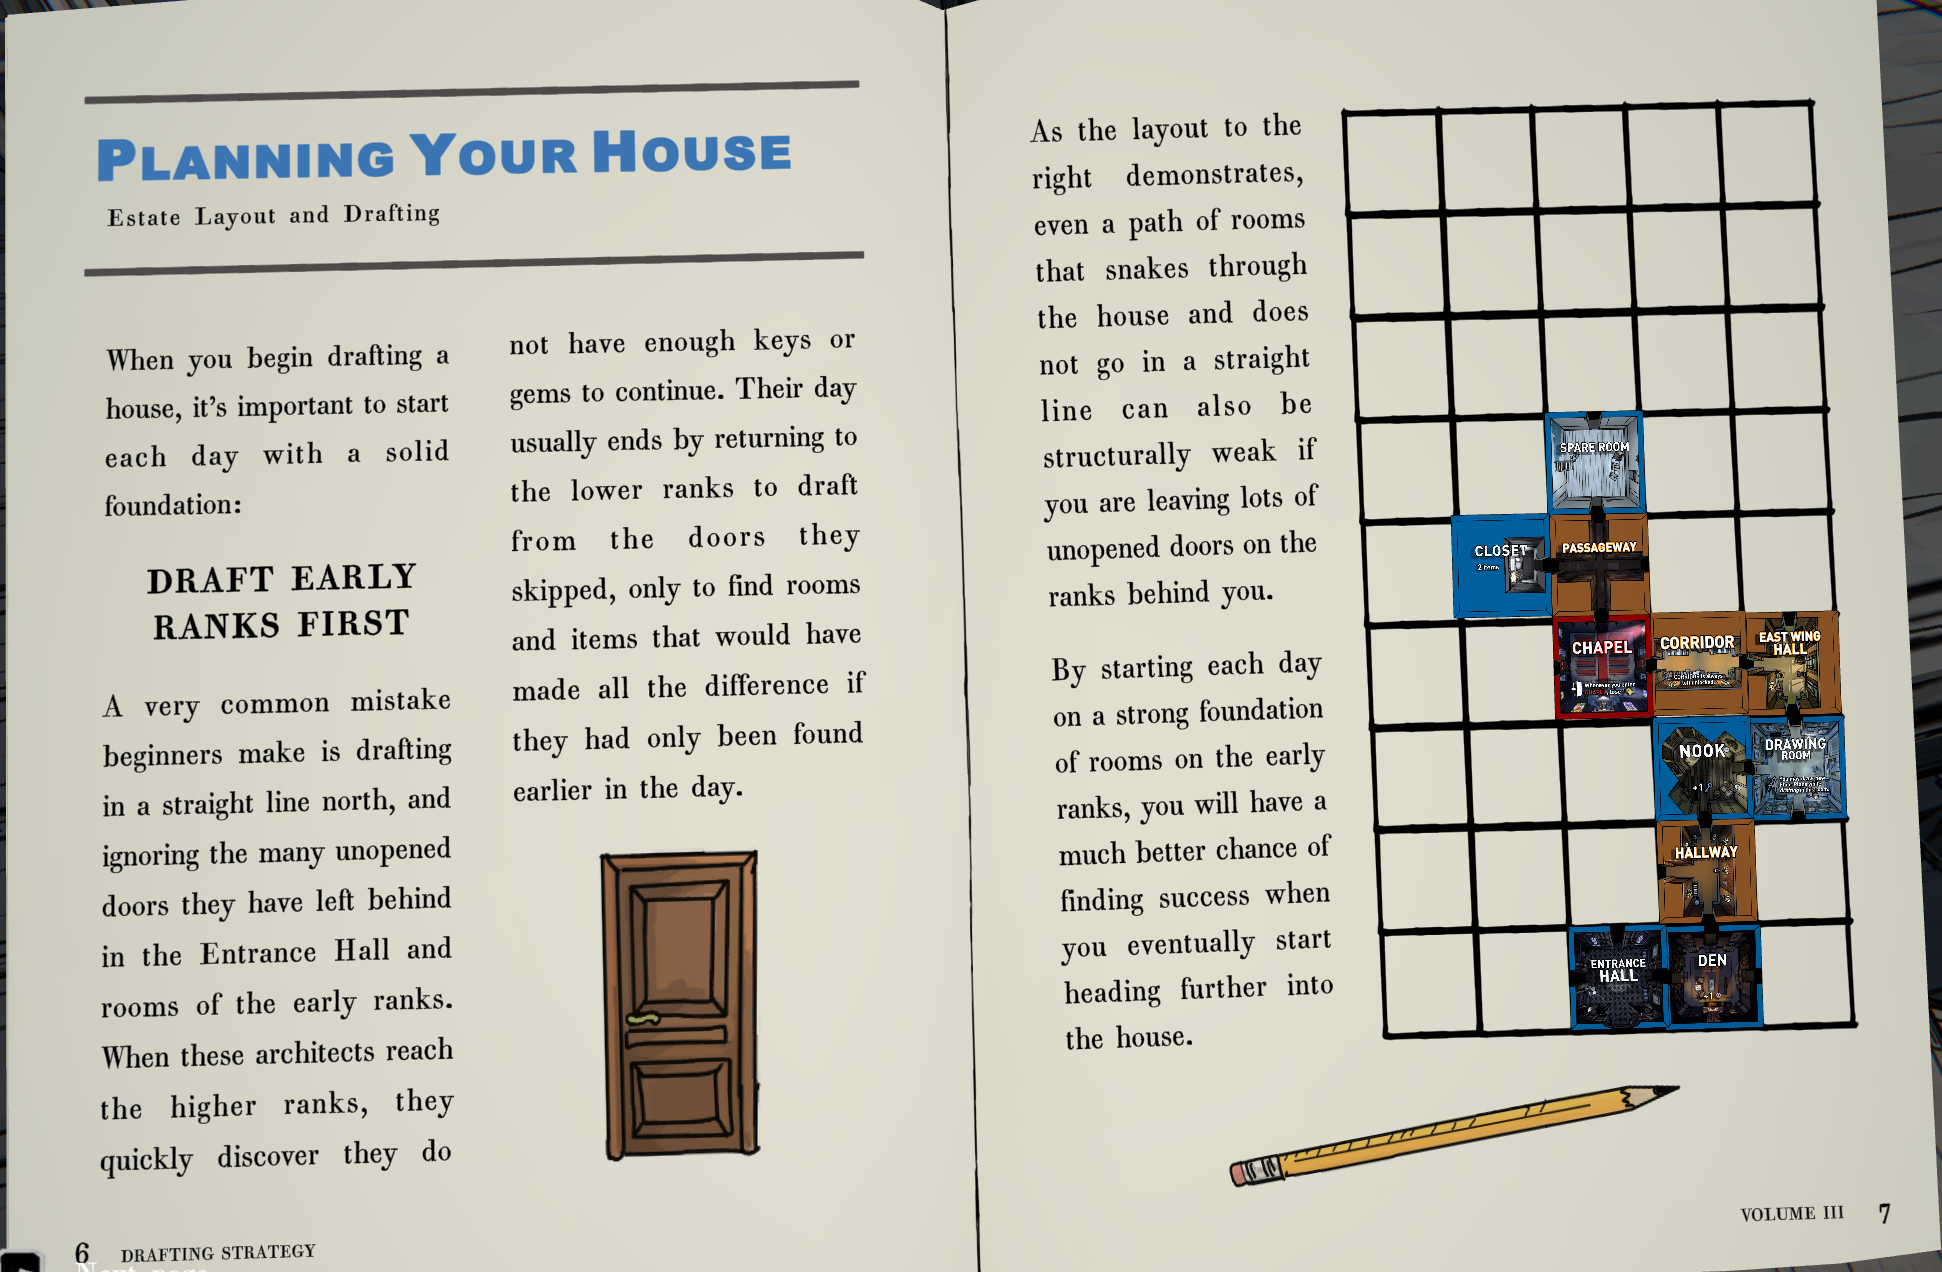 PLANNING YOUR HOUSE
Estate Layout and Drafting
When you begin drafting a
house, it's important to start
each day with a solid
foundation:
DRAFT EARLY
RANKS FIRST
A very common mistake
beginners make is drafting
in a straight line north, and
ignoring the many unopened
doors they have left behind
in the Entrance Hall and
rooms of the early ranks.
When these architects reach
the higher ranks, they
quickly discover they do
not have enough keys or
gems to continue. Their day
usually ends by returning to
the lower ranks to draft
from the doors they
skipped, only to find rooms
and items that would have
made all the difference if
they had only been found
earlier in the day.
6 DRAFTING STRATEGY
As the layout to the
right demonstrates,
even a path of rooms
that snakes through
the house and does
not go in a straight
line can also be
structurally weak if
you are leaving lots of
unopened doors on the
ranks behind you.
By starting each day
on a strong foundation
of rooms on the early
ranks, you will have a
much better chance of
finding success when
you eventually start
heading further into
the house.
SPARE ROOM
CLOSET
2 items
PASSAGEWAY
CHAPEL
CORRIDOR
EAST WING
HALL
NOOK
+1
DRAWING
ROOM
HALLWAY
ENTRANCE
HALL
DEN
+1
VOLUME III 7
Next page